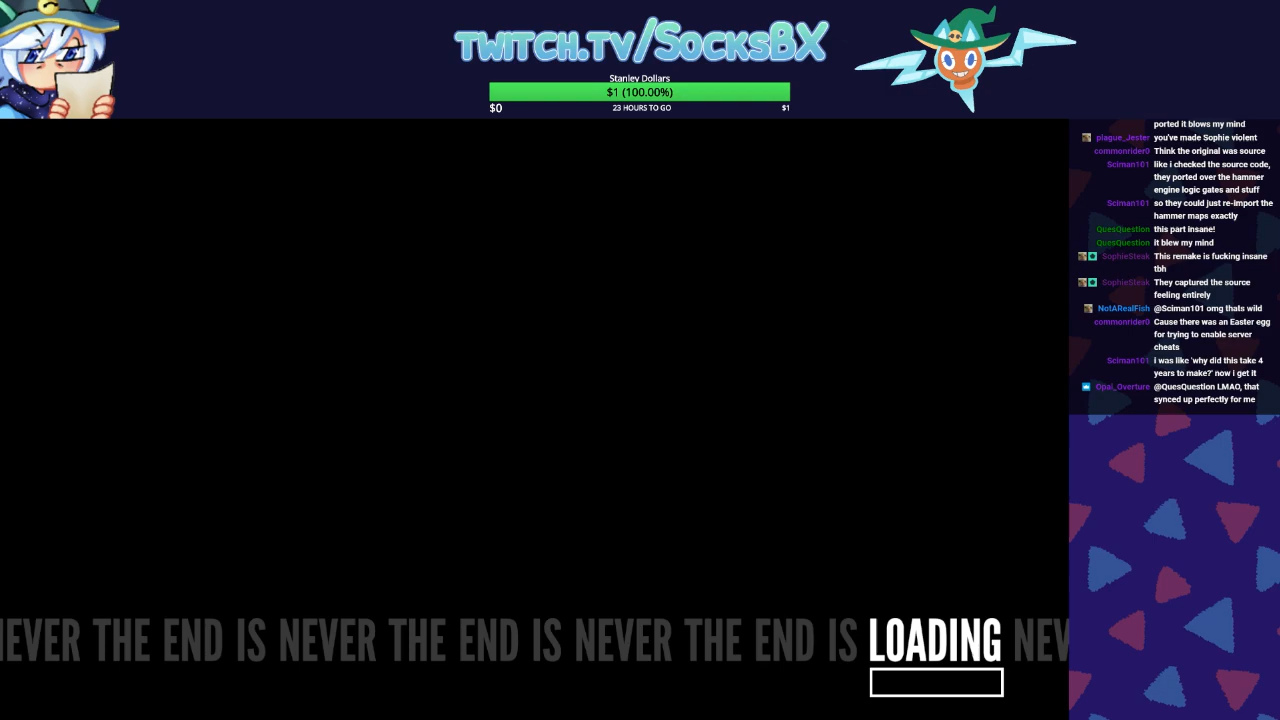 TWITCH.TV/SOCKSBX
Stanley Dollars
$1 (100.00%)
$0 23 HOURS TO GO $1
ported it blows my mind
plague_Jester you've made Sophie violent
commonrider0 Think the original was source
Sciman101 like i checked the source code,
they ported over the hammer
engine logic gates and stuff
Sciman101 so they could just re-import the
hammer maps exactly
QuesQuestion this part insane!
QuesQuestion it blew my mind
SophieSteak This remake is fucking insane
tbh
SophieSteak They captured the source
feeling entirely
NotARealFish @Sciman101 omg thats wild
commonrider0 Cause there was an Easter egg
for trying to enable server
cheats
Sciman101 i was like 'why did this take 4
years to make?' now i get it
Opal_Overture @QuesQuestion LMAO, that
synced up perfectly for me
NEVER THE END IS NEVER THE END IS NEVER THE END IS LOADING NEV